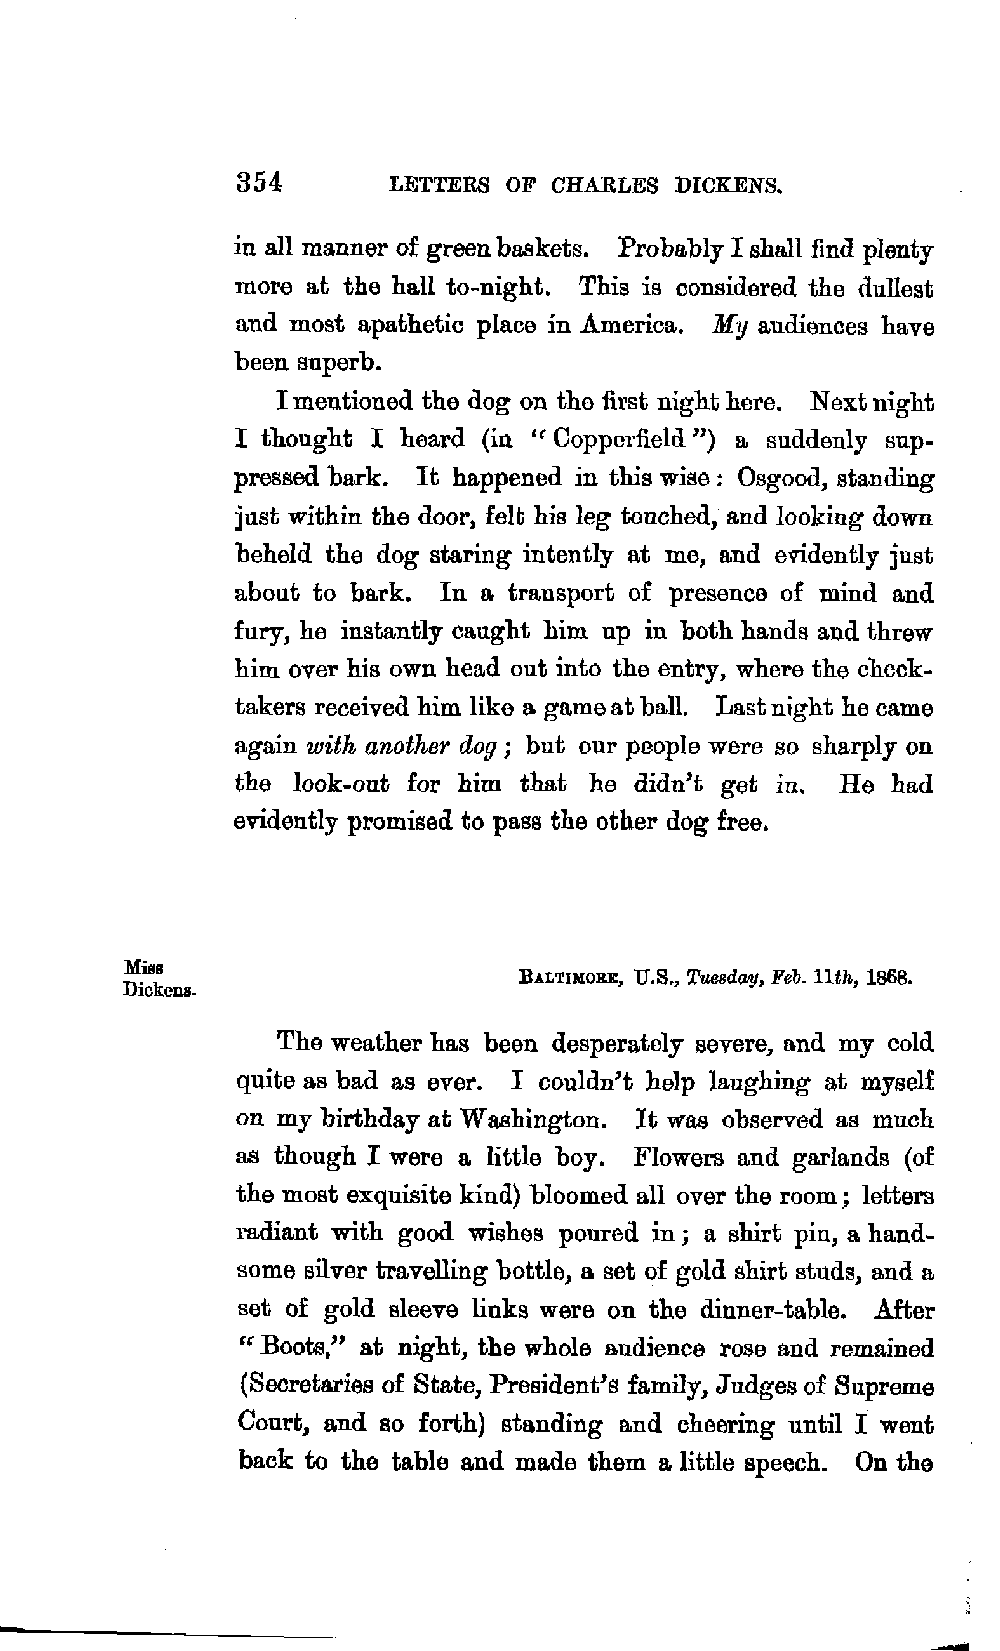 354 LETTERS OF CHARLES DICKENS.
in all manner of green baskets. Probably I shall find plenty
more at the hall to-night. This is considered the dullest
and most apathetic place in America. My audiences have
been superb.
I mentioned the dog on the first night here. Next night
I thought I heard (in “Copperfield”) a suddenly sup-
pressed bark. It happened in this wise: Osgood, standing
just within the door, felt his leg touched, and looking down
beheld the dog staring intently at me, and evidently just
about to bark. In a transport of presence of mind and
fury, he instantly caught him up in both hands and threw
him over his own head out into the entry, where the check-
takers received him like a game at ball. Last night he came
again with another dog; but our people were so sharply on
the look-out for him that he didn’t get in. He had
evidently promised to pass the other dog free.
Miss
Dickens.
BALTIMORE, U.S., Tuesday, Feb. 11th, 1868.
The weather has been desperately severe, and my cold
quite as bad as ever. I couldn’t help laughing at myself
on my birthday at Washington. It was observed as much
as though I were a little boy. Flowers and garlands (of
the most exquisite kind) bloomed all over the room; letters
radiant with good wishes poured in; a shirt pin, a hand-
some silver travelling bottle, a set of gold shirt studs, and a
set of gold sleeve links were on the dinner-table. After
“Boots,” at night, the whole audience rose and remained
(Secretaries of State, President’s family, Judges of Supreme
Court, and so forth) standing and cheering until I went
back to the table and made them a little speech. On the